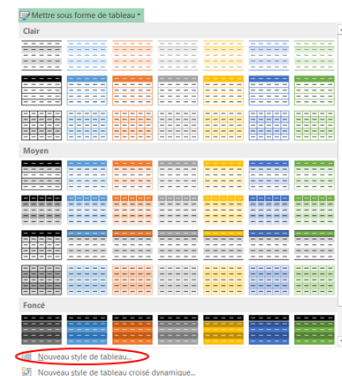 Mettre sous forme de tableau
Clair
Moyen
Foncé
Nouveau style de tableau...
Nouveau style de tableau croisé dynamique...